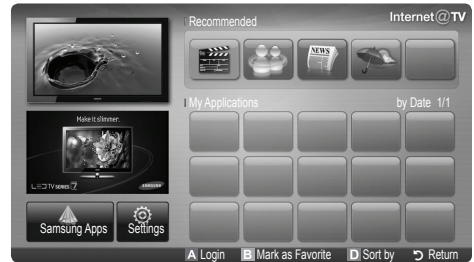 Internet@TV
Recommended
NEWS
My Applications
by Date 1/1
Make it slimmer.
LED TV SERIES 7
SAMSUNG
Samsung Apps
Settings
A Login
B Mark as Favorite
D Sort by
Return